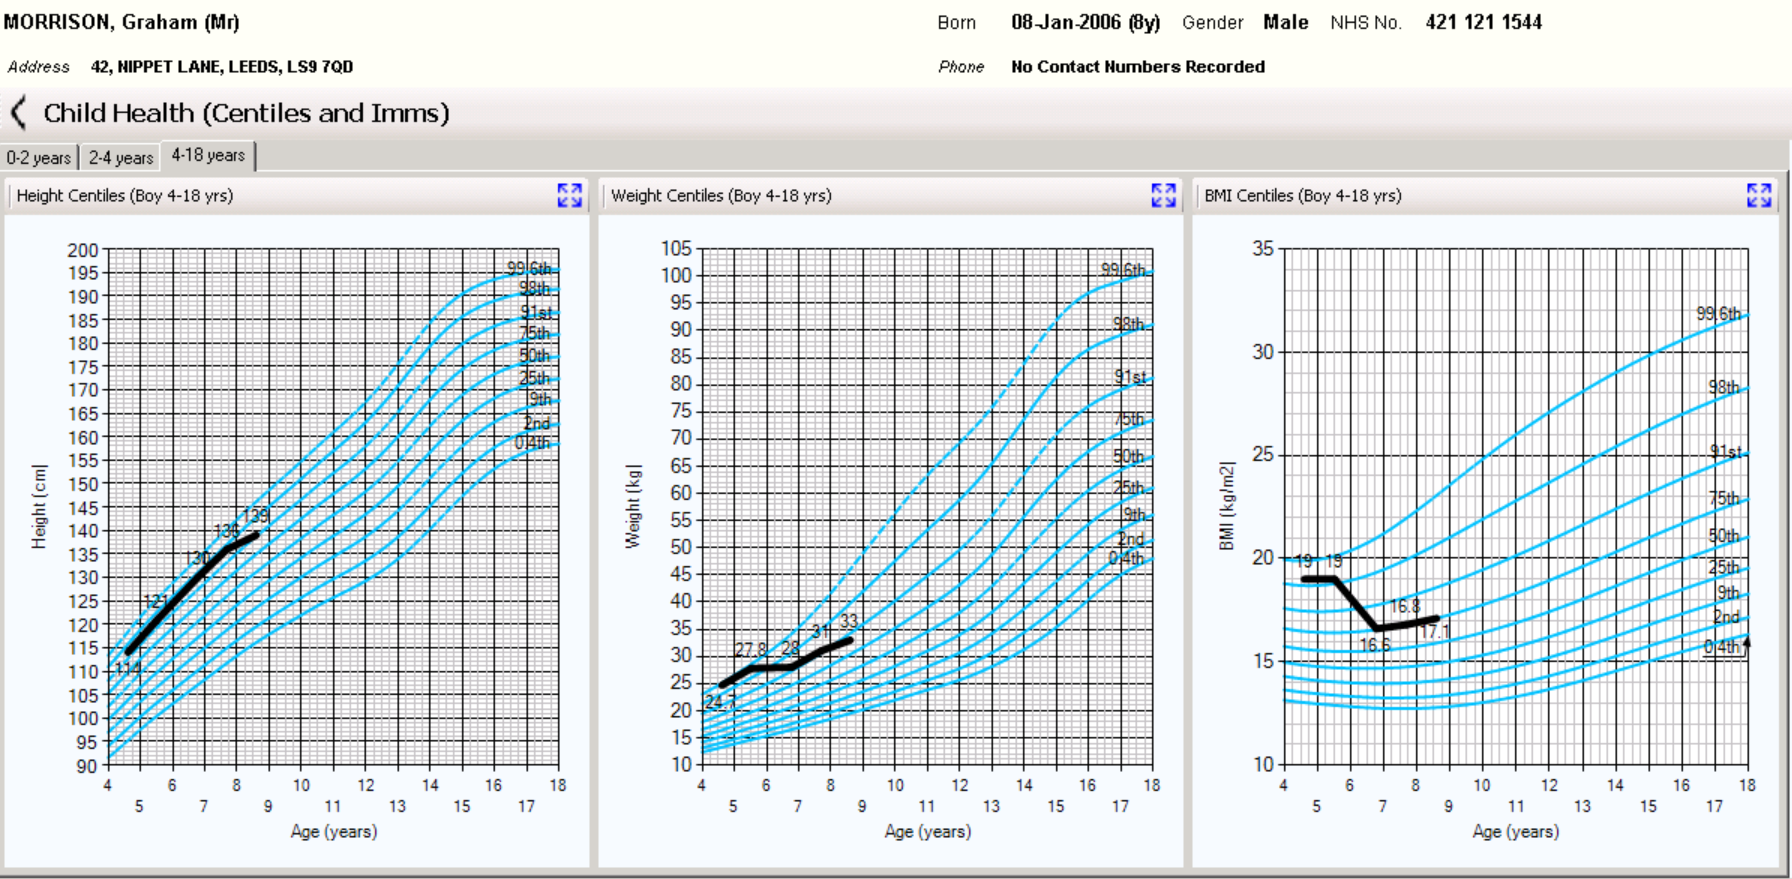 MORRISON, Graham (Mr) Born 08-Jan-2006 (8y) Gender Male NHS No. 421 121 1544
Address 42, NIPPET LANE, LEEDS, LS9 7QD Phone No Contact Numbers Recorded
Child Health (Centiles and Imms)
0-2 years 2-4 years 4-18 years
Height Centiles (Boy 4-18 yrs)
200
195
190
185
180
175
170
165
160
155
150
145
140
135
130
125
120
115
110
105
100
95
90
Height (cm)
99.6th
98th
91st
75th
50th
25th
9th
2nd
0.4th
114
121
130
136
139
4 5 6 7 8 9 10 11 12 13 14 15 16 17 18
Age (years)
Weight Centiles (Boy 4-18 yrs)
105
100
95
90
85
80
75
70
65
60
55
50
45
40
35
30
25
20
15
10
Weight (kg)
99.6th
98th
91st
75th
50th
25th
9th
2nd
0.4th
24.7
27.8
28
31
33
4 5 6 7 8 9 10 11 12 13 14 15 16 17 18
Age (years)
BMI Centiles (Boy 4-18 yrs)
35
30
25
20
15
10
BMI (kg/m2)
99.6th
98th
91st
75th
50th
25th
9th
2nd
0.4th
19
19
16.6
16.8
17.1
4 5 6 7 8 9 10 11 12 13 14 15 16 17 18
Age (years)